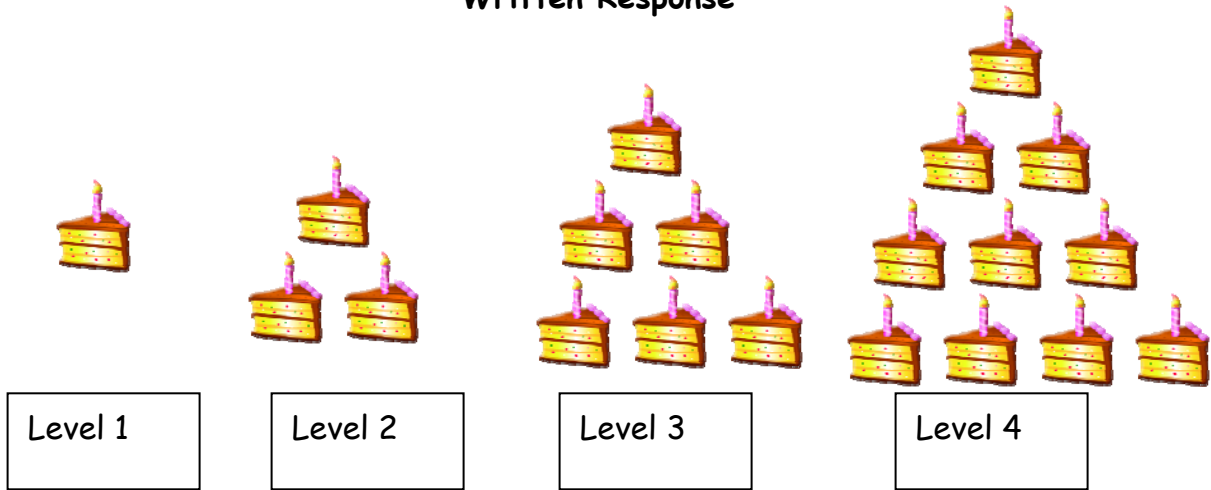 Written Response
Level 1
Level 2
Level 3
Level 4